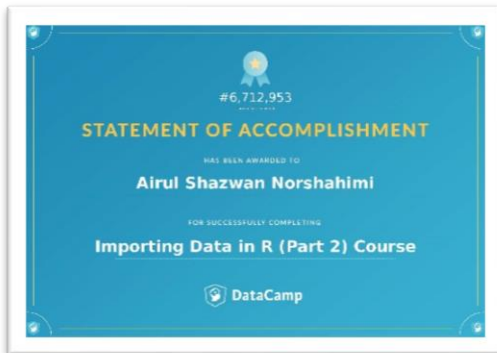 #6,712,953
STATEMENT OF ACCOMPLISHMENT
HAS BEEN AWARDED TO
Airul Shazwan Norshahimi
FOR SUCCESSFULLY COMPLETING
Importing Data in R (Part 2) Course
DataCamp